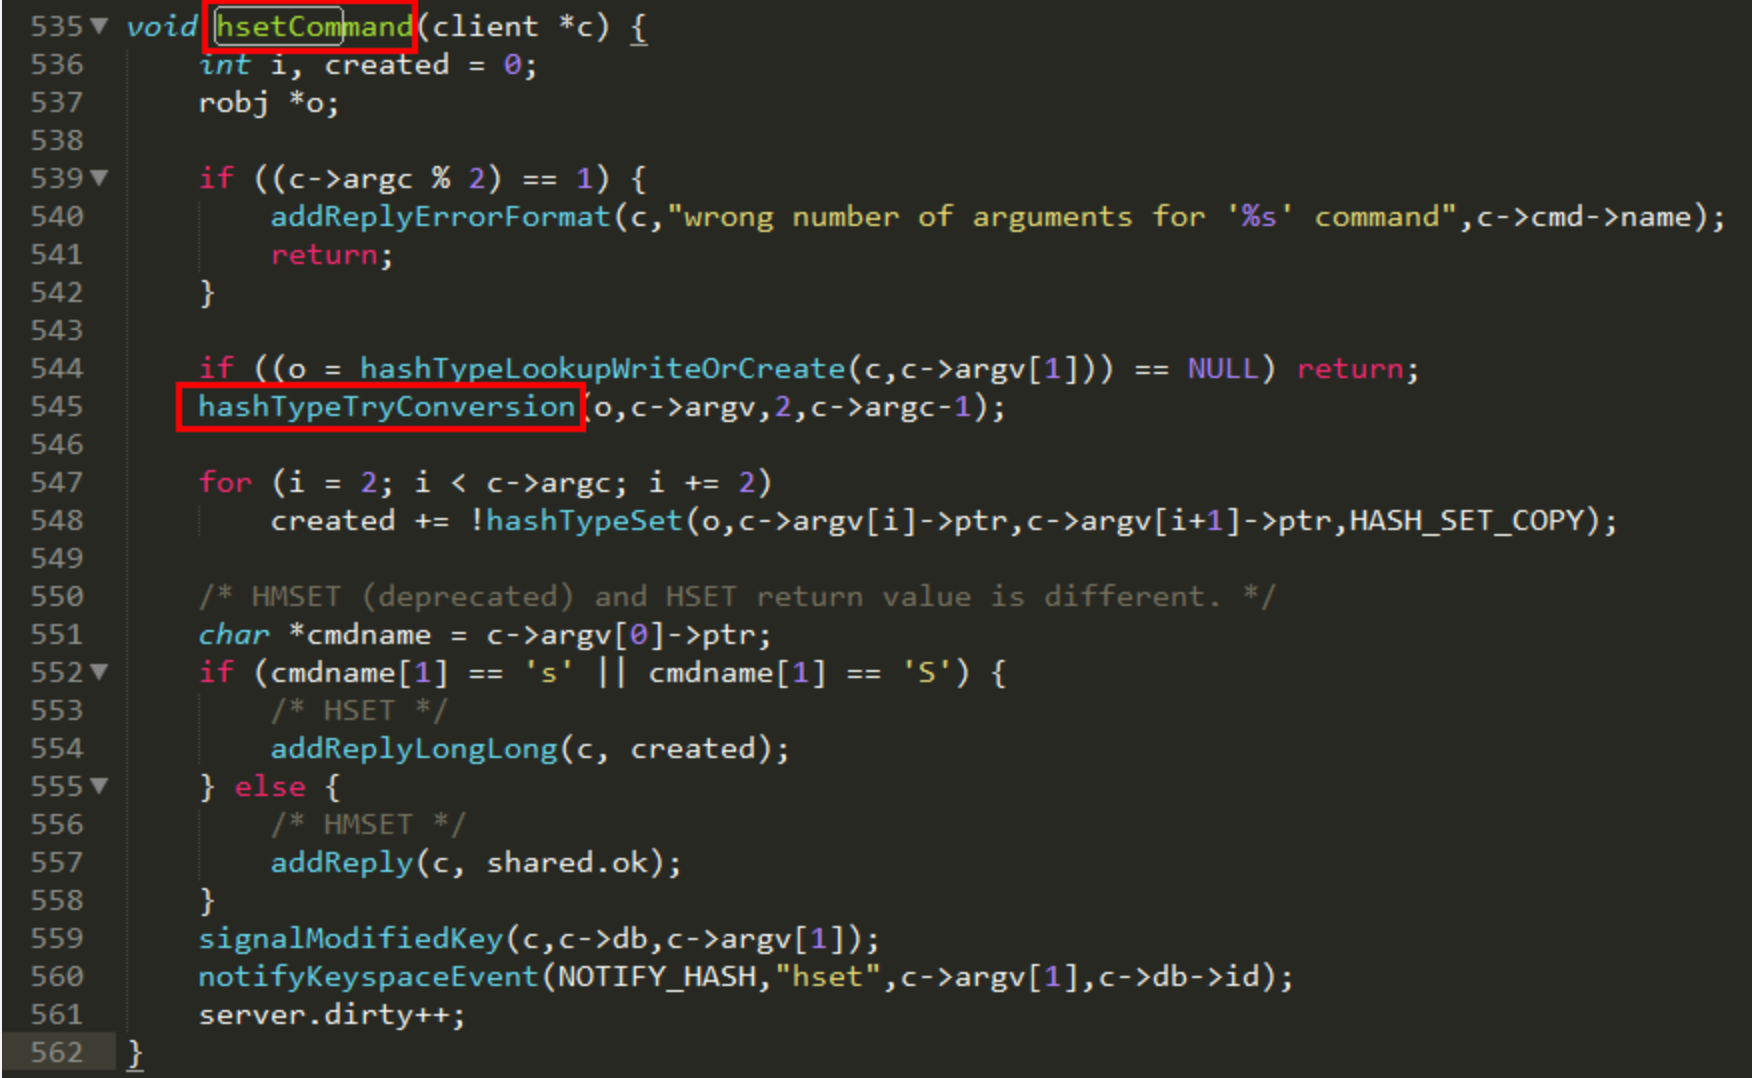 535 void hsetCommand(client *c) {
536     int i, created = 0;
537     robj *o;
538
539     if ((c->argc % 2) == 1) {
540         addReplyErrorFormat(c,"wrong number of arguments for '%s' command",c->cmd->name);
541         return;
542     }
543
544     if ((o = hashTypeLookupWriteOrCreate(c,c->argv[1])) == NULL) return;
545     hashTypeTryConversion(o,c->argv,2,c->argc-1);
546
547     for (i = 2; i < c->argc; i += 2)
548         created += !hashTypeSet(o,c->argv[i]->ptr,c->argv[i+1]->ptr,HASH_SET_COPY);
549
550     /* HMSET (deprecated) and HSET return value is different. */
551     char *cmdname = c->argv[0]->ptr;
552     if (cmdname[1] == 's' || cmdname[1] == 'S') {
553         /* HSET */
554         addReplyLongLong(c, created);
555     } else {
556         /* HMSET */
557         addReply(c, shared.ok);
558     }
559     signalModifiedKey(c,c->db,c->argv[1]);
560     notifyKeyspaceEvent(NOTIFY_HASH,"hset",c->argv[1],c->db->id);
561     server.dirty++;
562 }